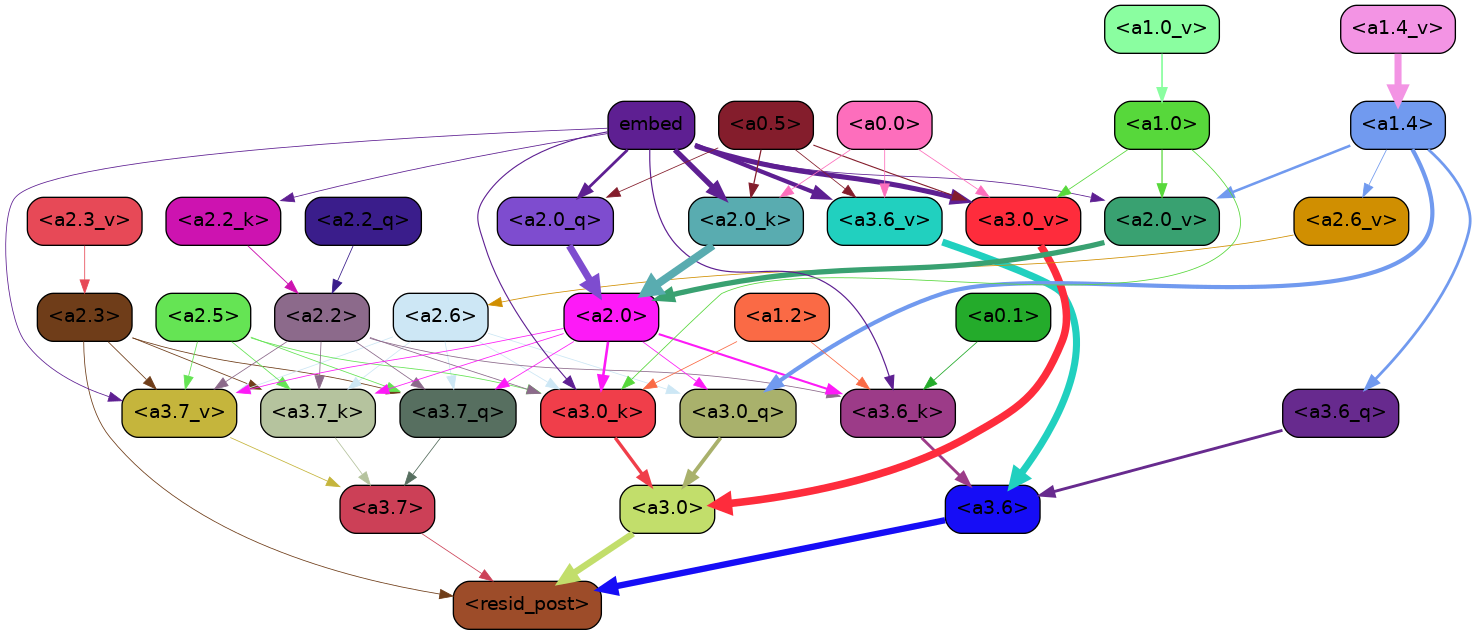 <a1.0_v> <a1.4_v>
embed <a0.5> <a0.0> <a1.0> <a1.4>
<a2.3_v> <a2.2_k> <a2.2_q> <a2.0_q> <a2.0_k> <a3.6_v> <a3.0_v> <a2.0_v> <a2.6_v>
<a2.3> <a2.5> <a2.2> <a2.6> <a2.0> <a1.2> <a0.1>
<a3.7_v> <a3.7_k> <a3.7_q> <a3.0_k> <a3.0_q> <a3.6_k> <a3.6_q>
<a3.7> <a3.0> <a3.6>
<resid_post>